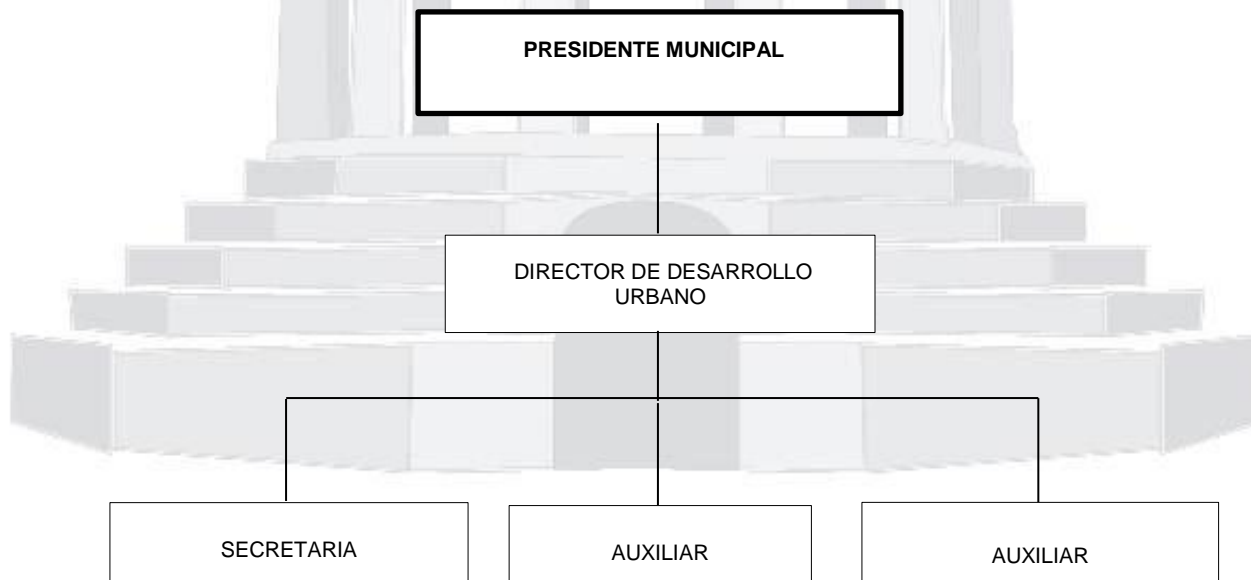 PRESIDENTE MUNICIPAL
DIRECTOR DE DESARROLLO
URBANO
SECRETARIA
AUXILIAR
AUXILIAR